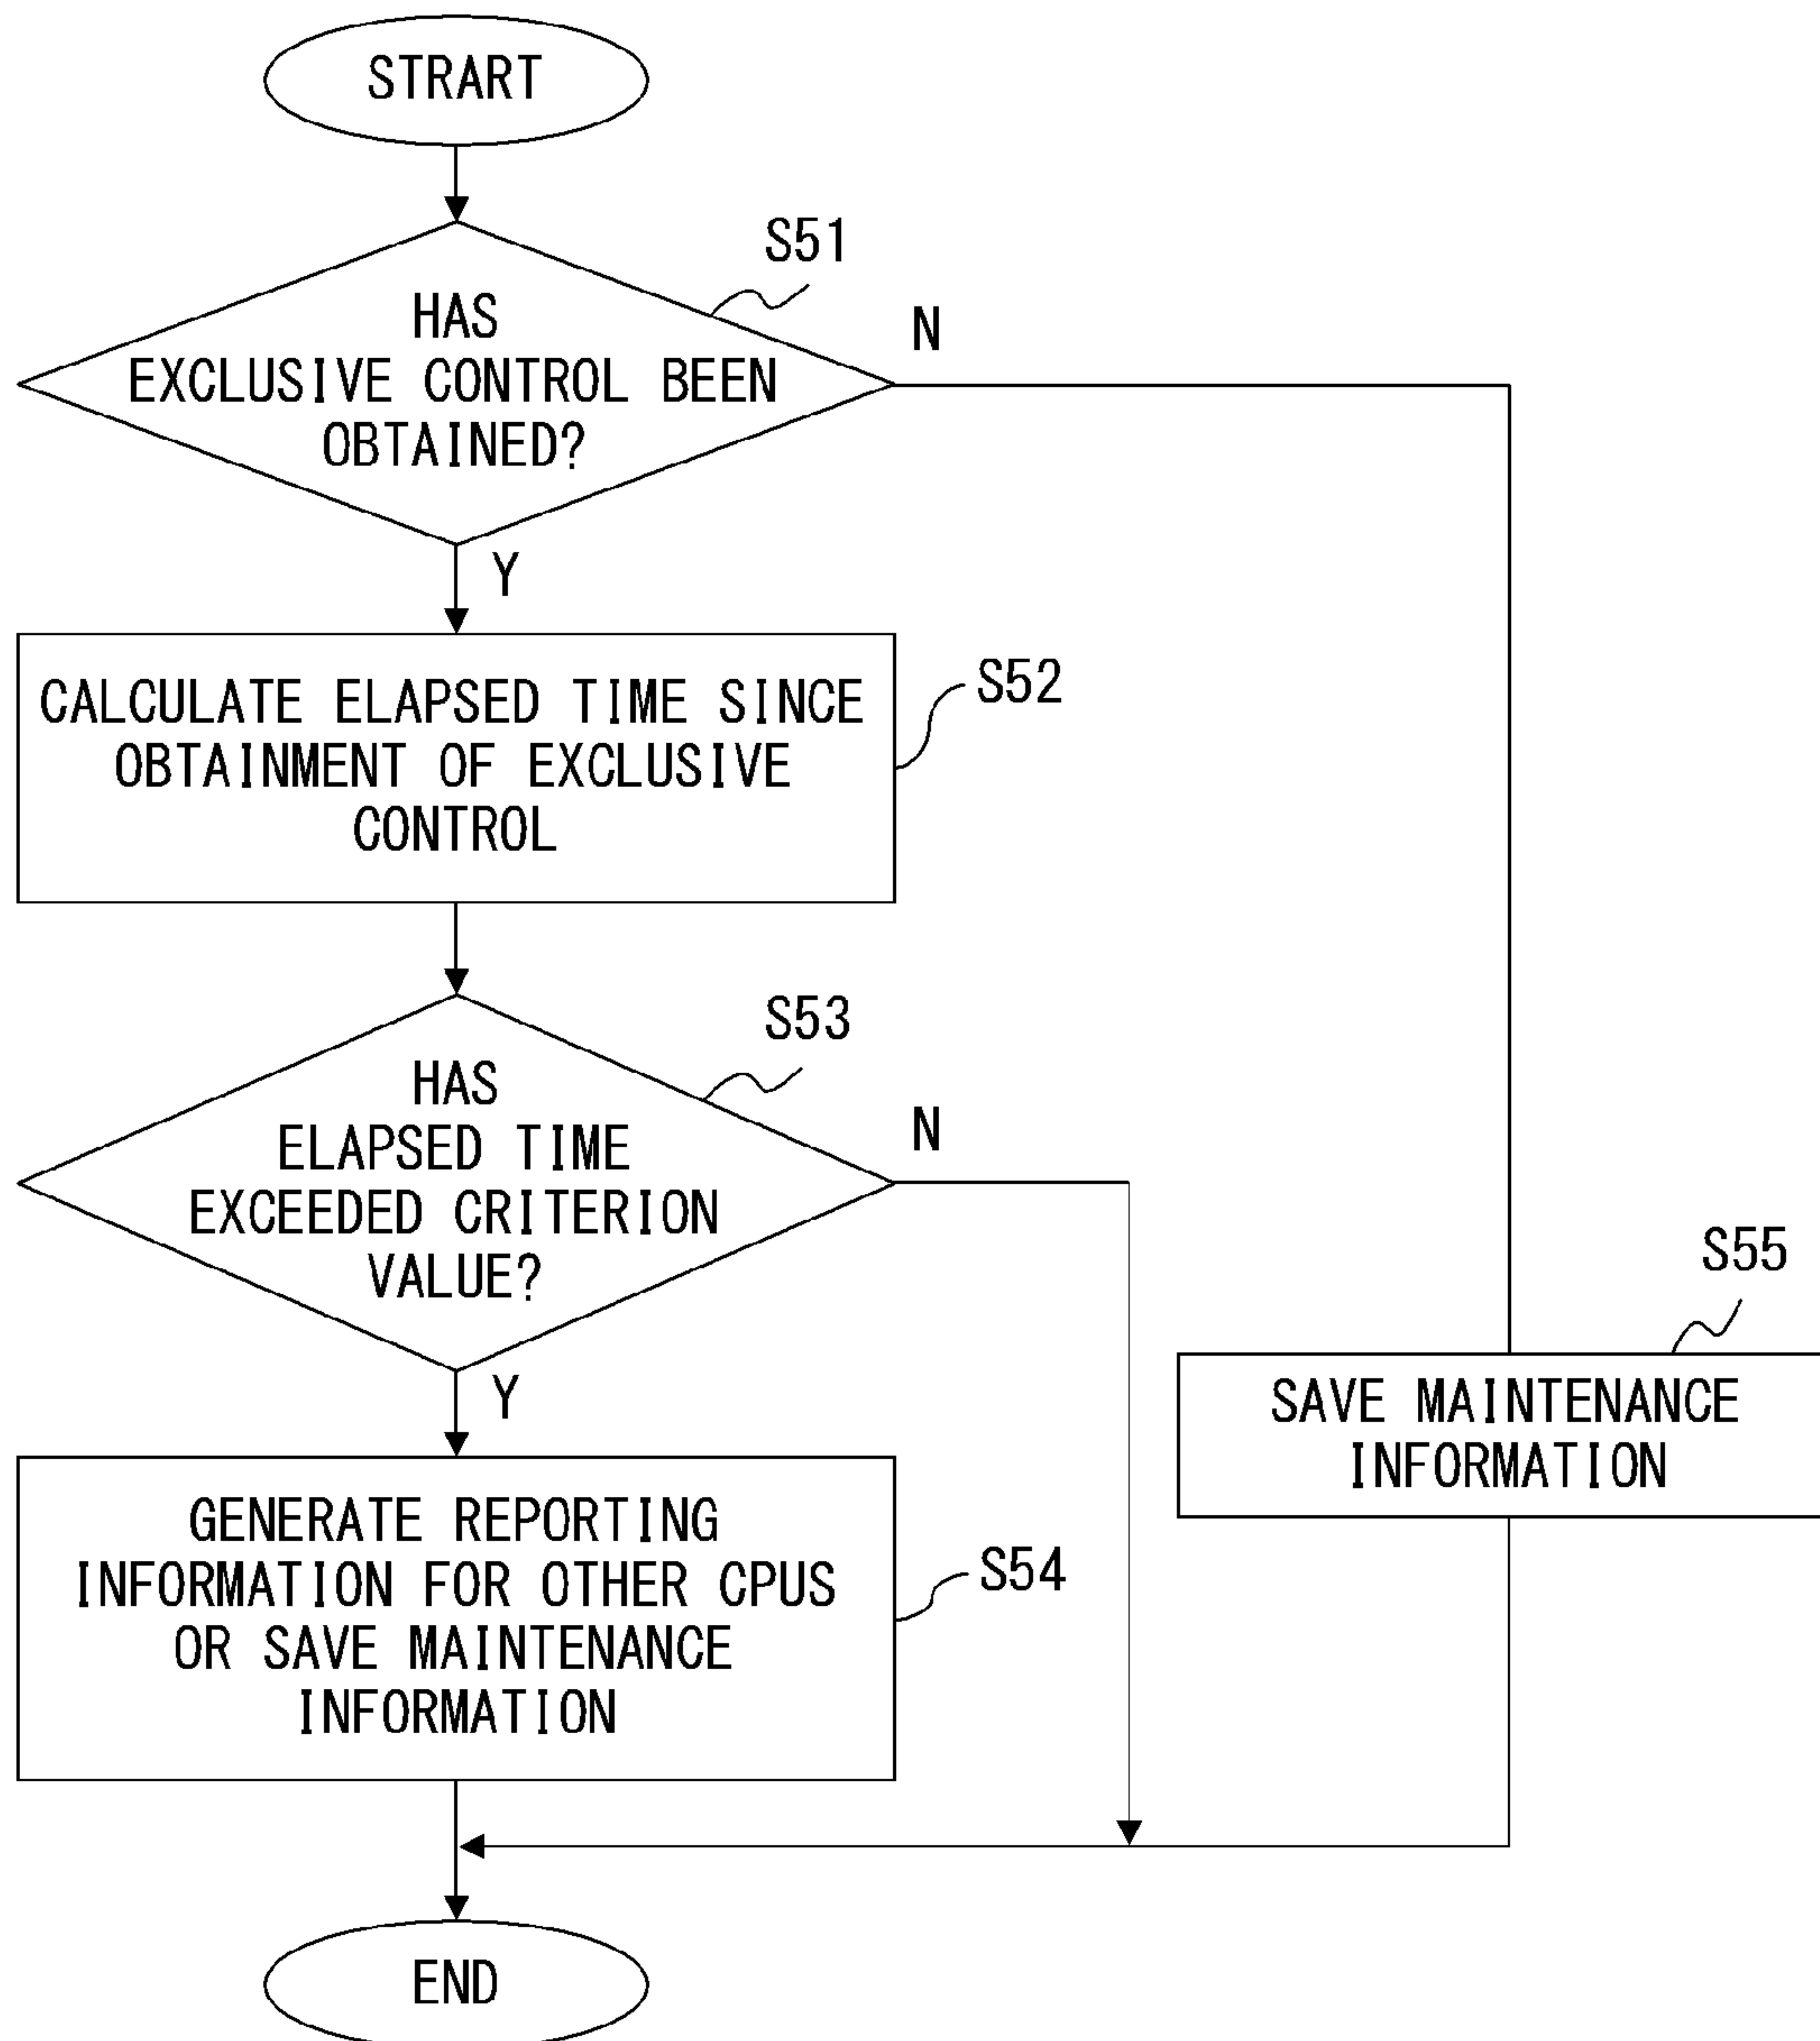 STRART
S51
HAS
EXCLUSIVE CONTROL BEEN
OBTAINED?
N
Y
CALCULATE ELAPSED TIME SINCE
OBTAINMENT OF EXCLUSIVE
CONTROL
S52
S53
HAS
ELAPSED TIME
EXCEEDED CRITERION
VALUE?
N
Y
S55
SAVE MAINTENANCE
INFORMATION
GENERATE REPORTING
INFORMATION FOR OTHER CPUS
OR SAVE MAINTENANCE
INFORMATION
S54
END